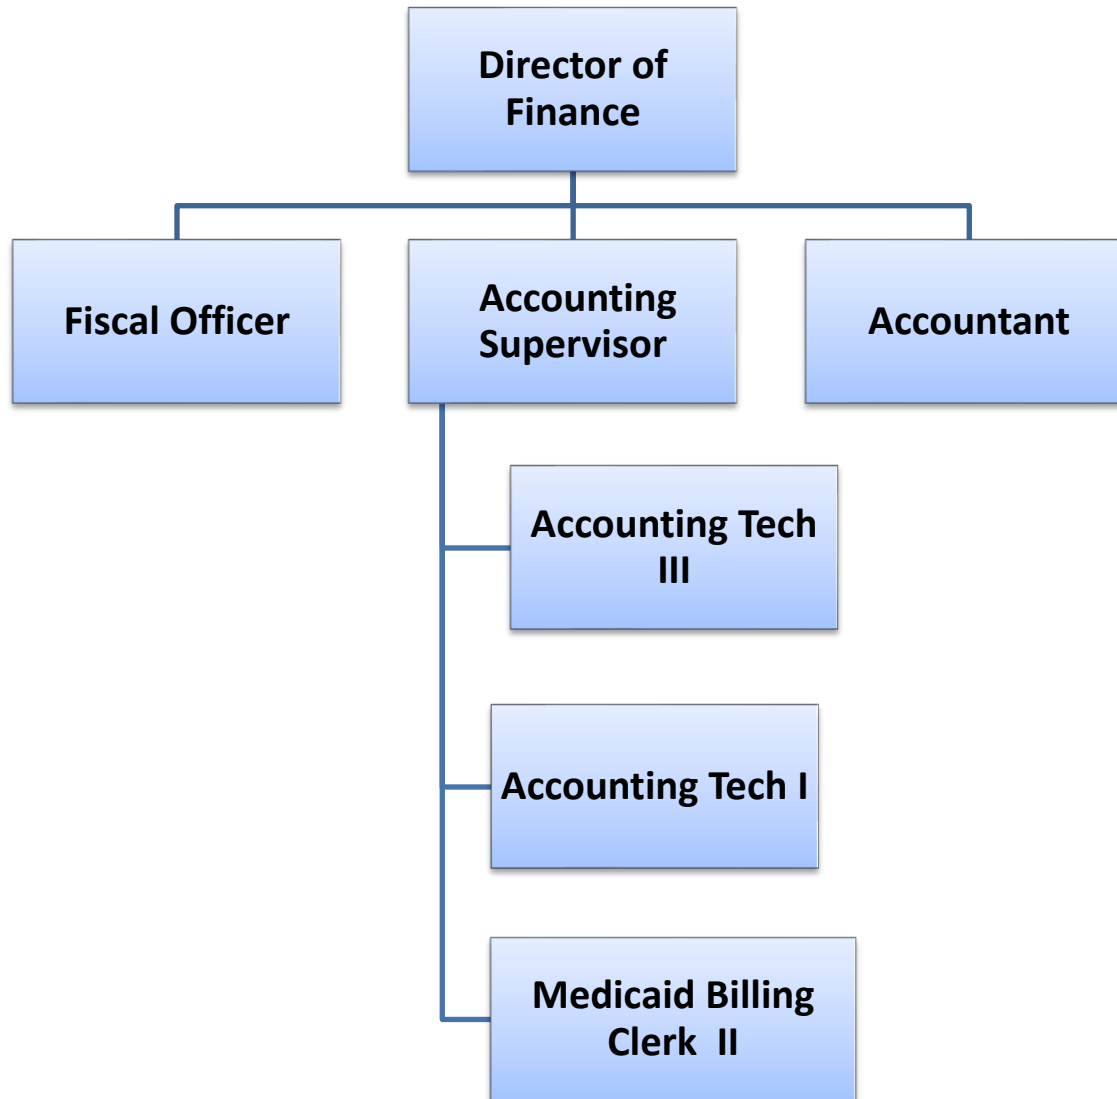 Director of
Finance
Fiscal Officer
Accounting
Supervisor
Accountant
Accounting Tech
III
Accounting Tech I
Medicaid Billing
Clerk  II